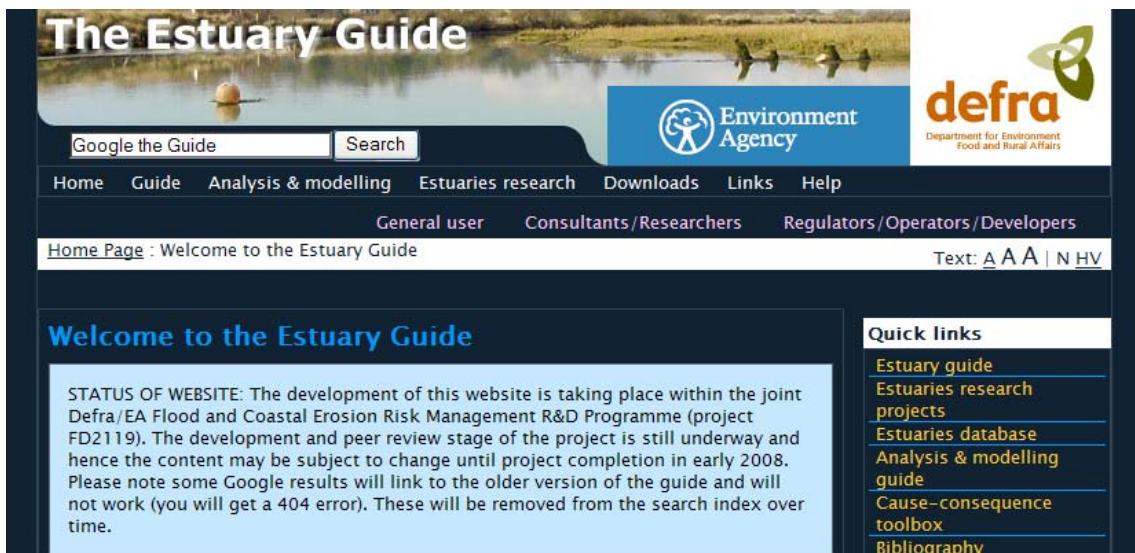 The Estuary Guide
Environment
Agency
defra
Department for Environment
Food and Rural Affairs
Google the Guide Search
Home Guide Analysis & modelling Estuaries research Downloads Links Help
General user Consultants/Researchers Regulators/Operators/Developers
Home Page : Welcome to the Estuary Guide
Text: A A A | N HV
Welcome to the Estuary Guide
STATUS OF WEBSITE: The development of this website is taking place within the joint
Defra/EA Flood and Coastal Erosion Risk Management R&D Programme (project
FD2119). The development and peer review stage of the project is still underway and
hence the content may be subject to change until project completion in early 2008.
Please note some Google results will link to the older version of the guide and will
not work (you will get a 404 error). These will be removed from the search index over
time.
Quick links
Estuary guide
Estuaries research
projects
Estuaries database
Analysis & modelling
guide
Cause-consequence
toolbox
Bibliography